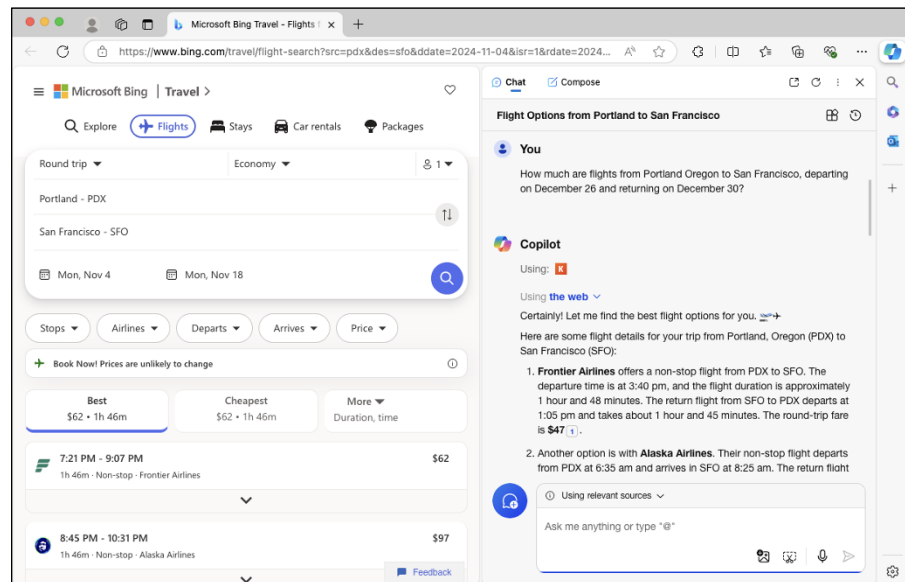 Microsoft Bing Travel - Flights f
https://www.bing.com/travel/flight-search?src=pdx&des=sfo&ddate=2024-11-04&isr=1&rdate=2024...
Microsoft Bing | Travel >
Explore Flights Stays Car rentals Packages
Round trip Economy 1
Portland - PDX
San Francisco - SFO
Mon, Nov 4 Mon, Nov 18
Stops Airlines Departs Arrives Price
Book Now! Prices are unlikely to change
Best Cheapest More
$62 • 1h 46m $62 • 1h 46m Duration, time
7:21 PM - 9:07 PM $62
1h 46m · Non-stop · Frontier Airlines
8:45 PM - 10:31 PM $97
1h 46m · Non-stop · Alaska Airlines
Feedback
Chat Compose
Flight Options from Portland to San Francisco
You
How much are flights from Portland Oregon to San Francisco, departing
on December 26 and returning on December 30?
Copilot
Using: K
Using the web
Certainly! Let me find the best flight options for you.
Here are some flight details for your trip from Portland, Oregon (PDX) to
San Francisco (SFO):
1. Frontier Airlines offers a non-stop flight from PDX to SFO. The
departure time is at 3:40 pm, and the flight duration is approximately
1 hour and 48 minutes. The return flight from SFO to PDX departs at
1:05 pm and takes about 1 hour and 45 minutes. The round-trip fare
is $47 1 .
2. Another option is with Alaska Airlines. Their non-stop flight departs
from PDX at 6:35 am and arrives in SFO at 8:25 am. The return flight
Using relevant sources
Ask me anything or type "@"